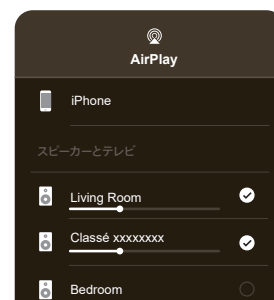 AirPlay
iPhone
スピーカーとテレビ
Living Room
Classé xxxxxxxx
Bedroom